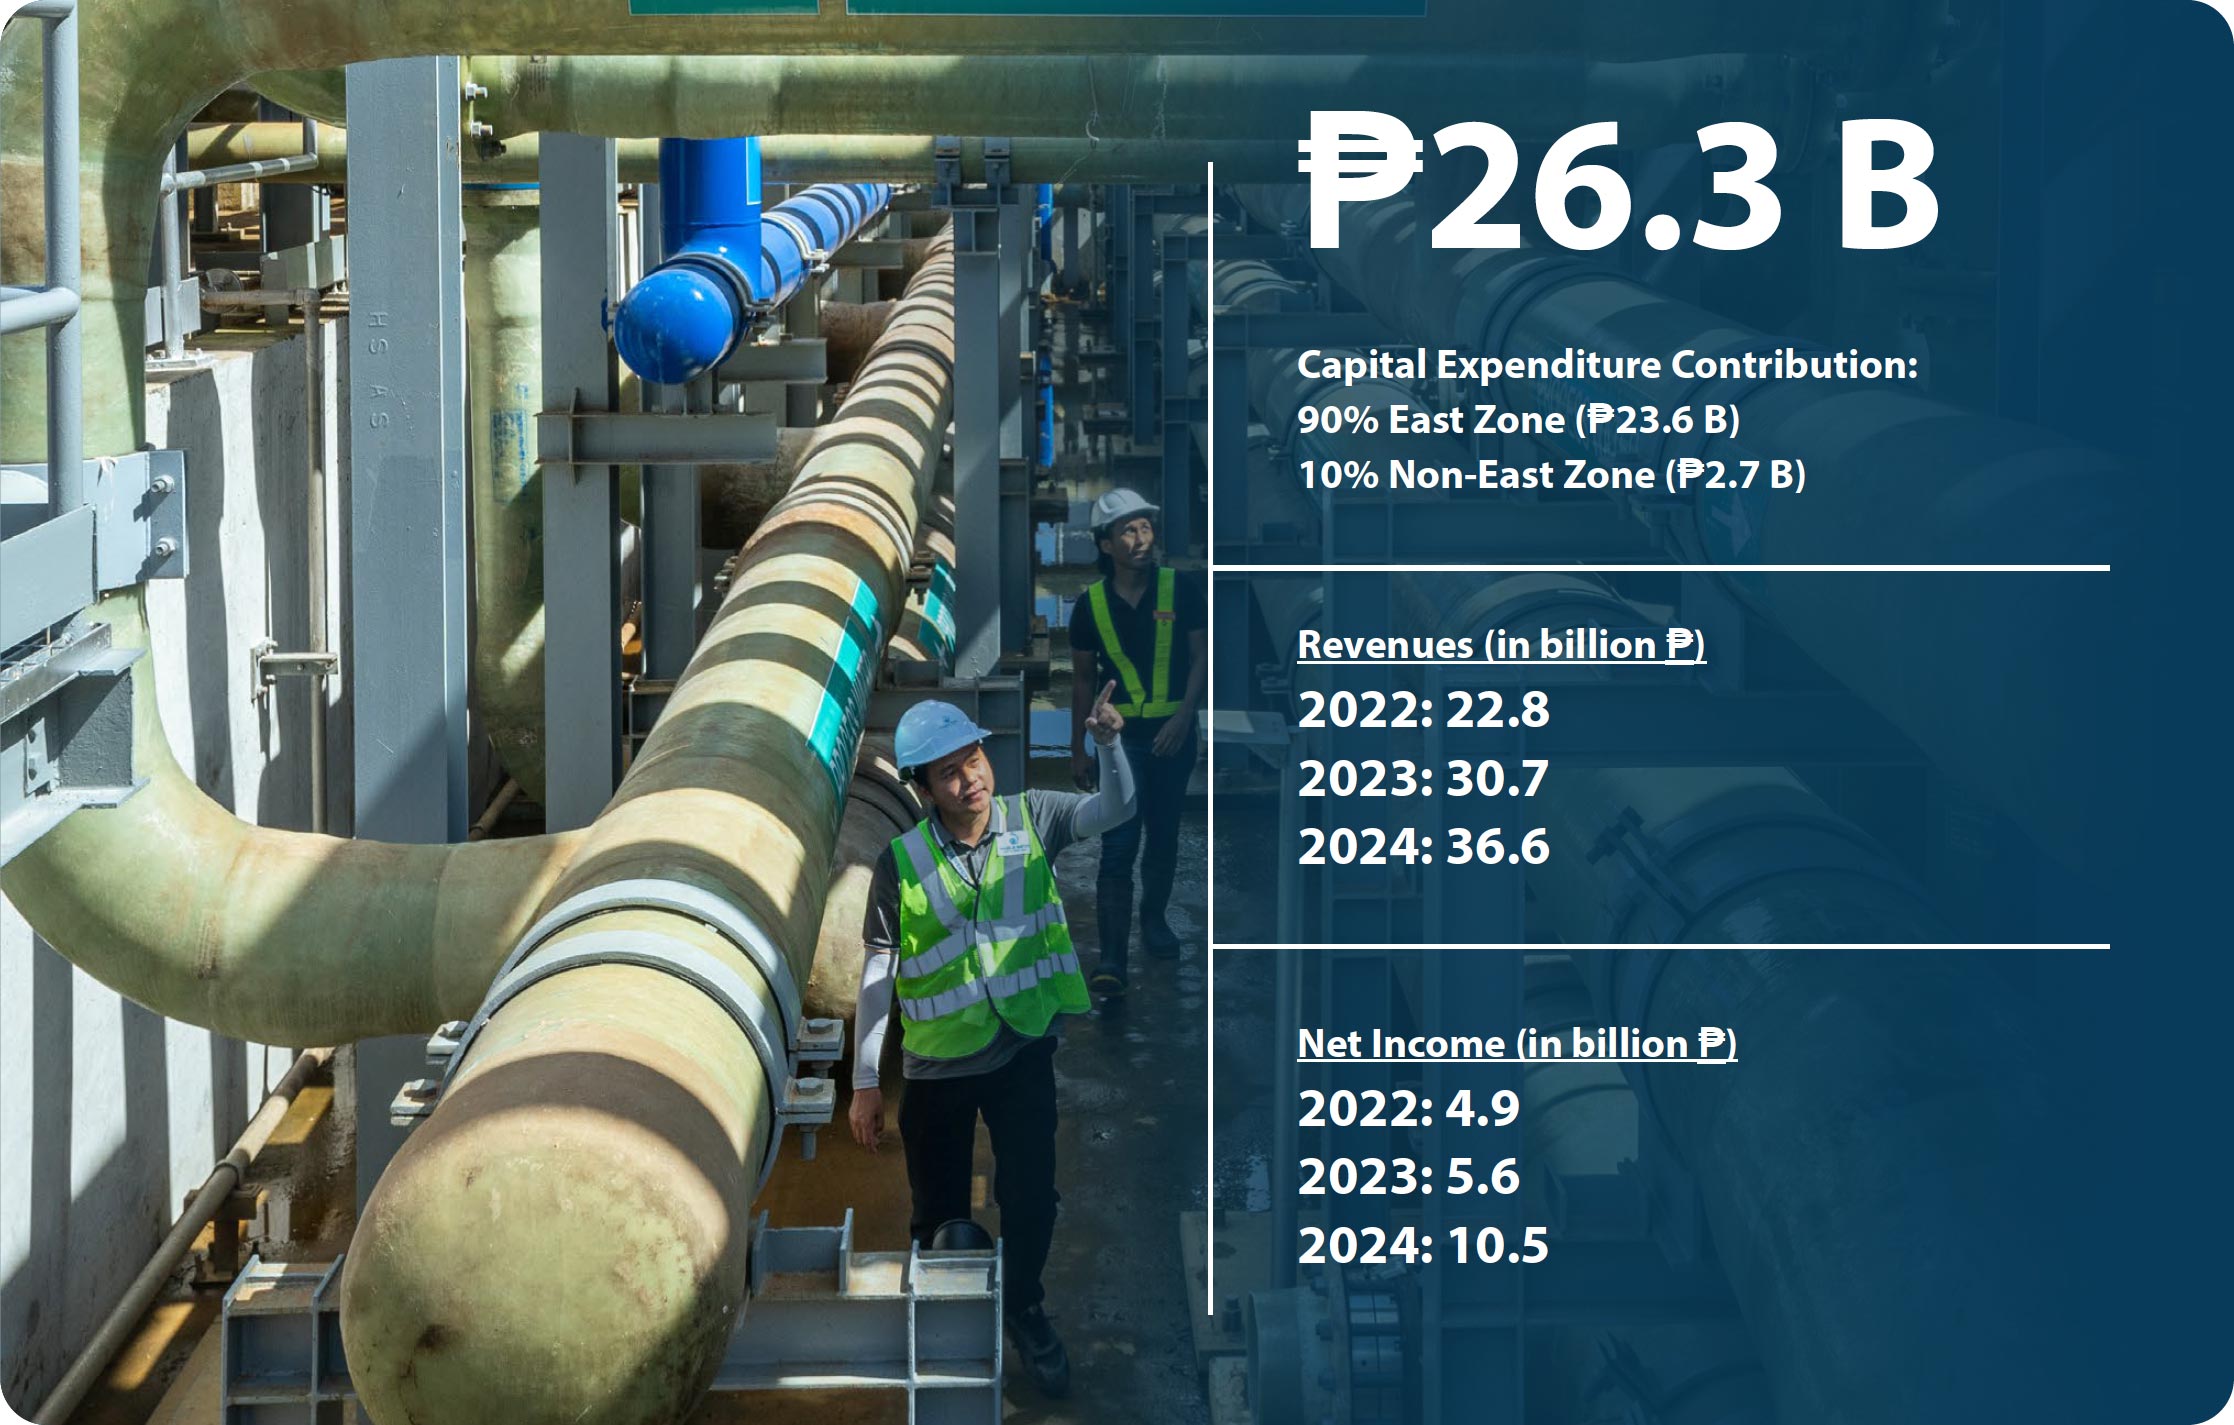 ₱26.3 B
Capital Expenditure Contribution:
90% East Zone (₱23.6 B)
10% Non-East Zone (₱2.7 B)
Revenues (in billion ₱)
2022: 22.8
2023: 30.7
2024: 36.6
Net Income (in billion ₱)
2022: 4.9
2023: 5.6
2024: 10.5
HS AS